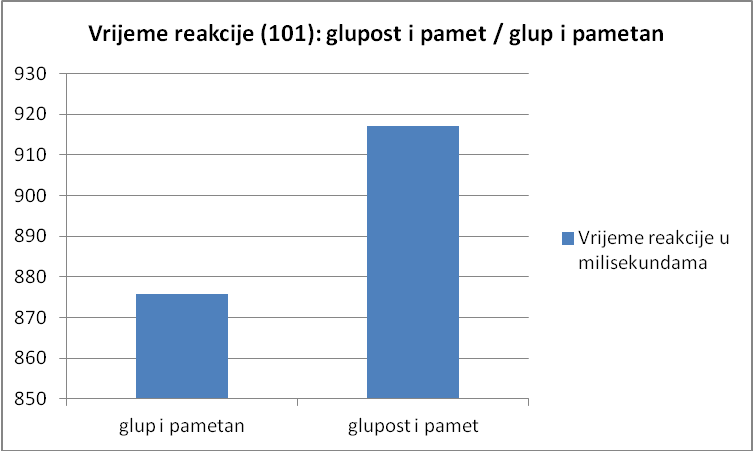 Vrijeme reakcije (101): glupost i pamet / glup i pametan
930
920
910
900
890
880
870
860
850
glup i pametan
glupost i pamet
Vrijeme reakcije u
milisekundama